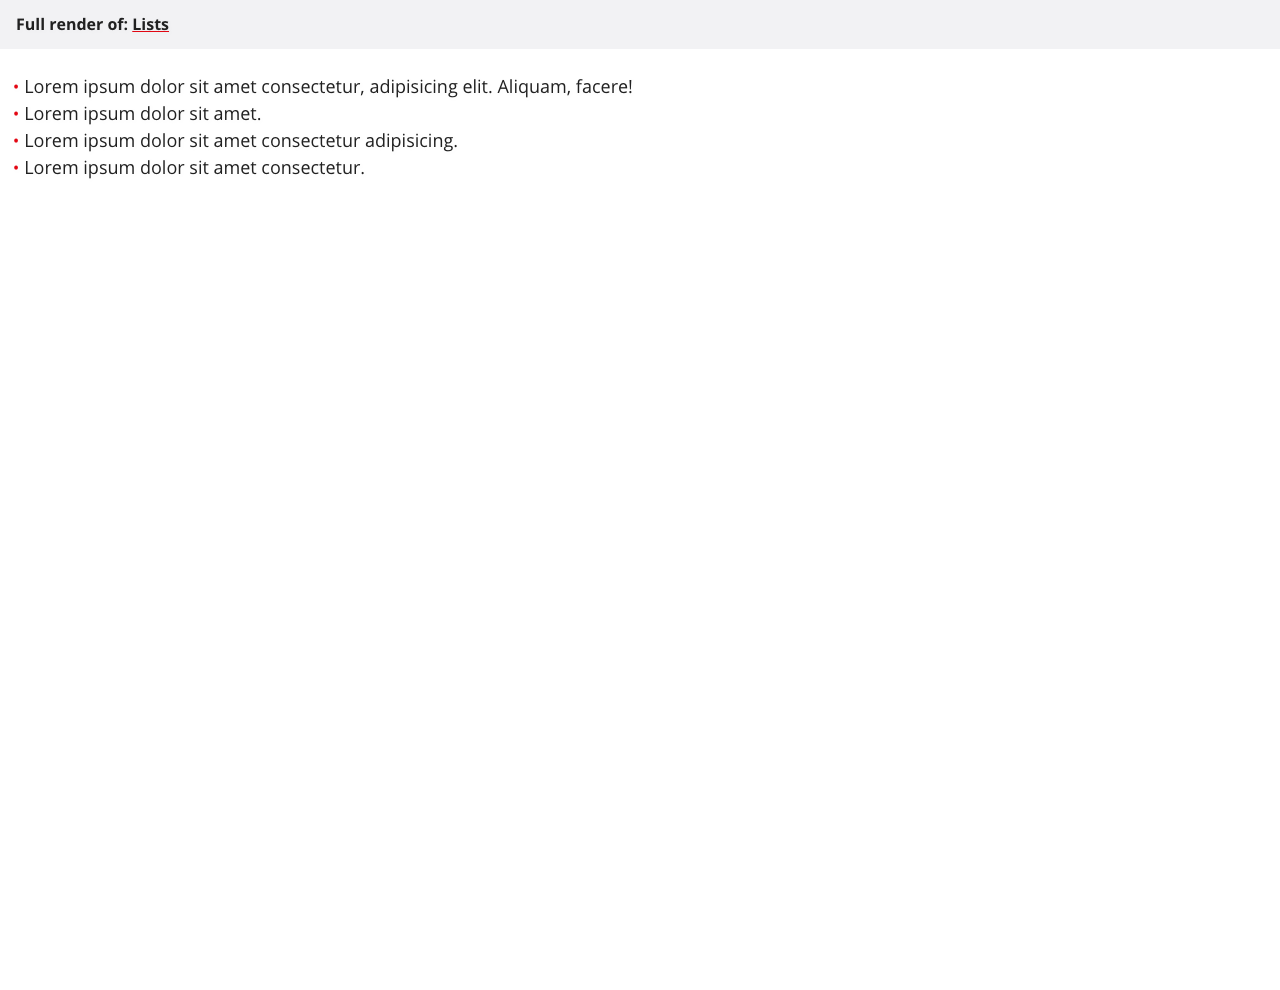 Full render of: Lists
• Lorem ipsum dolor sit amet consectetur, adipisicing elit. Aliquam, facere!
• Lorem ipsum dolor sit amet.
• Lorem ipsum dolor sit amet consectetur adipisicing.
• Lorem ipsum dolor sit amet consectetur.